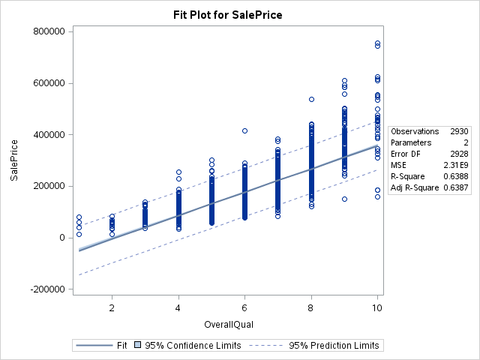 Fit Plot for SalePrice
800000
600000
400000
200000
0
-200000
SalePrice
2
4
6
8
10
OverallQual
Observations 2930
Parameters 2
Error DF 2928
MSE 2.31E9
R-Square 0.6388
Adj R-Square 0.6387
Fit 95% Confidence Limits 95% Prediction Limits